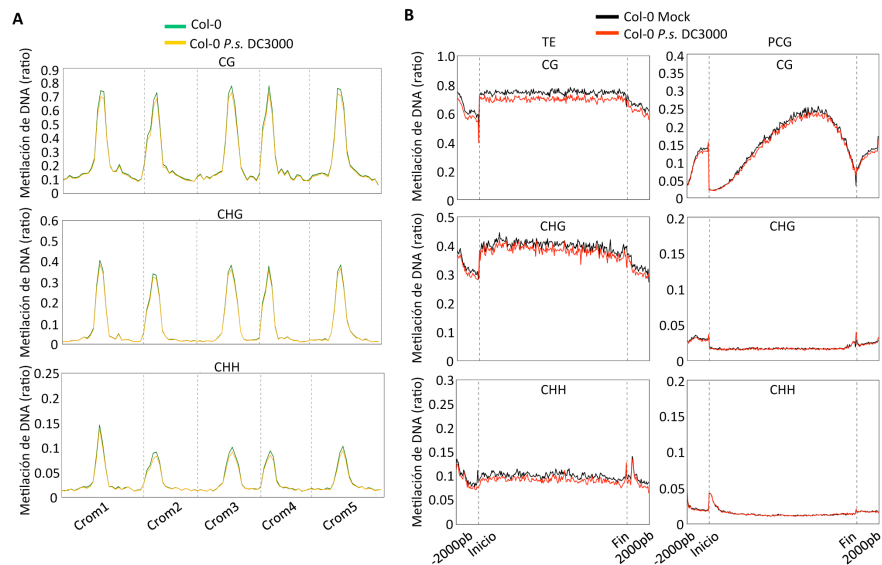 A
Col-0
Col-0 P.s. DC3000
CG
Metilación de DNA (ratio)
0.9
0.8
0.7
0.6
0.5
0.4
0.3
0.2
0.1
0
CHG
Metilación de DNA (ratio)
0.6
0.5
0.4
0.3
0.2
0.1
0
CHH
Metilación de DNA (ratio)
0.25
0.2
0.15
0.1
0.05
0
Crom1 Crom2 Crom3 Crom4 Crom5
B
Col-0 Mock
Col-0 P.s. DC3000
TE
CG
Metilación de DNA (ratio)
1.0
0.8
0.6
0.4
0.2
0
PCG
CG
0.4
0.35
0.3
0.25
0.20
0.15
0.1
0.05
0
CHG
Metilación de DNA (ratio)
0.5
0.4
0.3
0.2
0.1
0
CHG
0.2
0.15
0.1
0.05
0
CHH
Metilación de DNA (ratio)
0.3
0.25
0.2
0.15
0.1
0.05
0
CHH
0.2
0.15
0.1
0.05
0
-2000pb Inicio Fin 2000pb
-2000pb Inicio Fin 2000pb